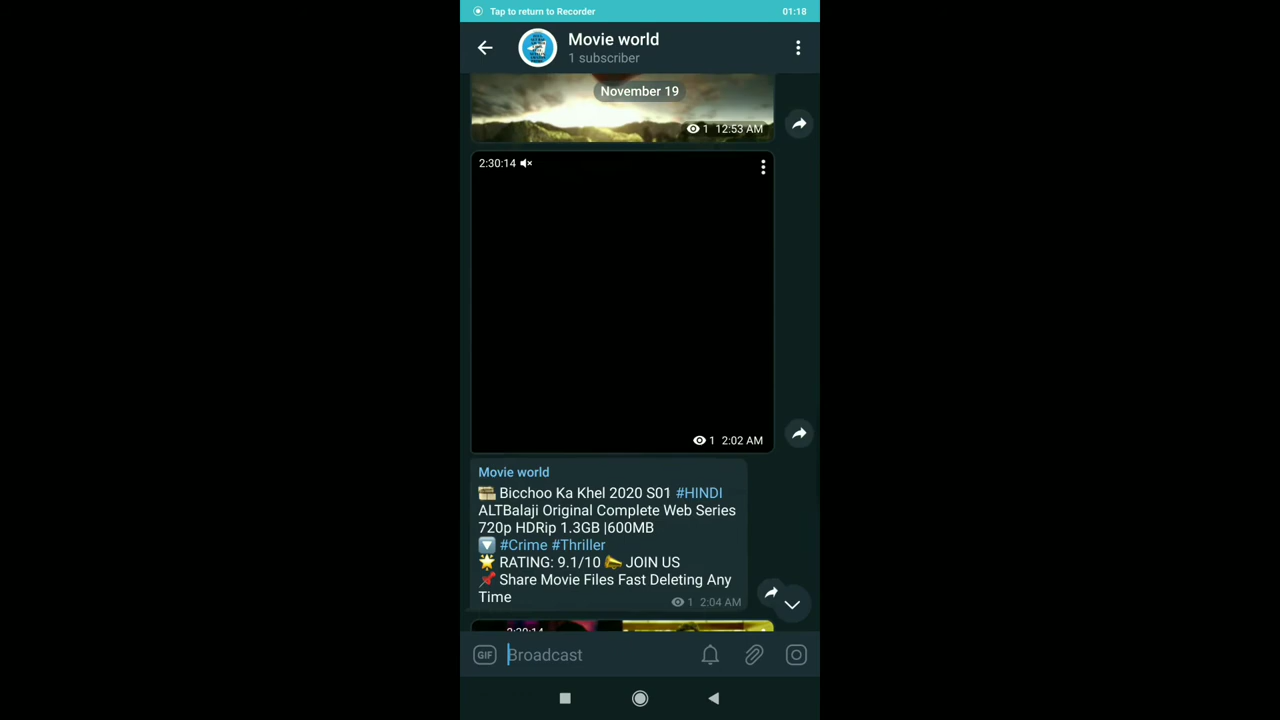 Tap to return to Recorder
01:18
Movie world
1 subscriber
November 19
1 12:53 AM
2:30:14
1 2:02 AM
Movie world
Bicchoo Ka Khel 2020 S01 #HINDI
ALTBalaji Original Complete Web Series
720p HDRip 1.3GB |600MB
#Crime #Thriller
RATING: 9.1/10 JOIN US
Share Movie Files Fast Deleting Any
Time
1 2:04 AM
GIF
Broadcast